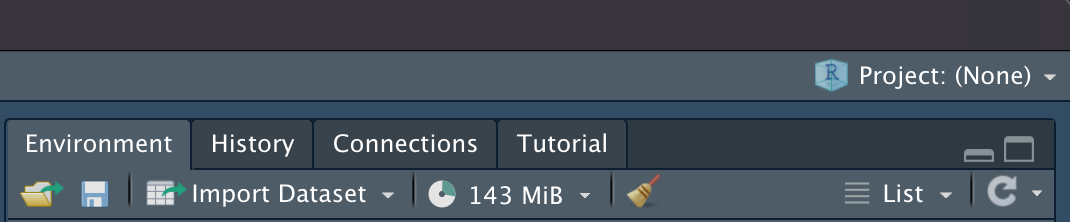 R Project: (None)
Environment History Connections Tutorial
Import Dataset 143 MiB List